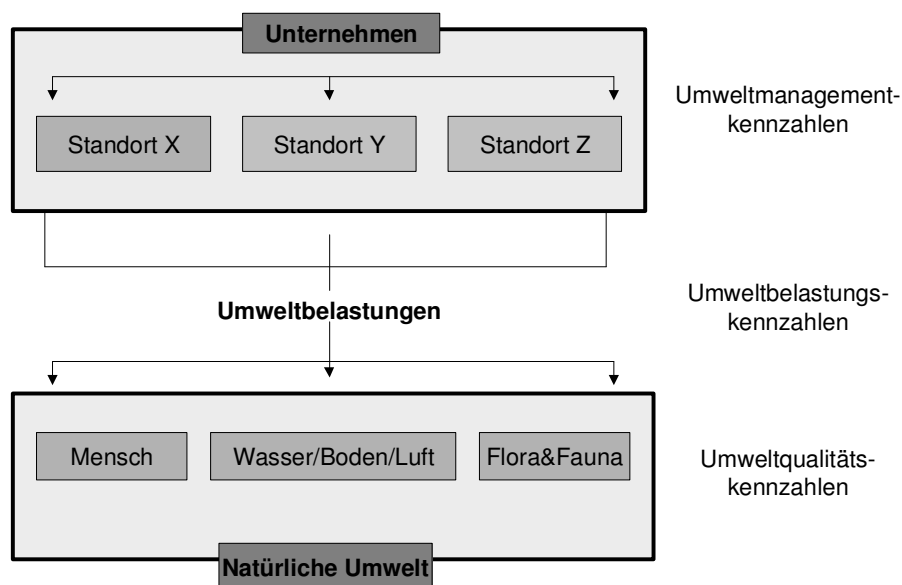 Unternehmen
Umweltmanagement-
kennzahlen
Standort X
Standort Y
Standort Z
Umweltbelastungen
Umweltbelastungs-
kennzahlen
Mensch
Wasser/Boden/Luft
Flora&Fauna
Umweltqualitäts-
kennzahlen
Natürliche Umwelt